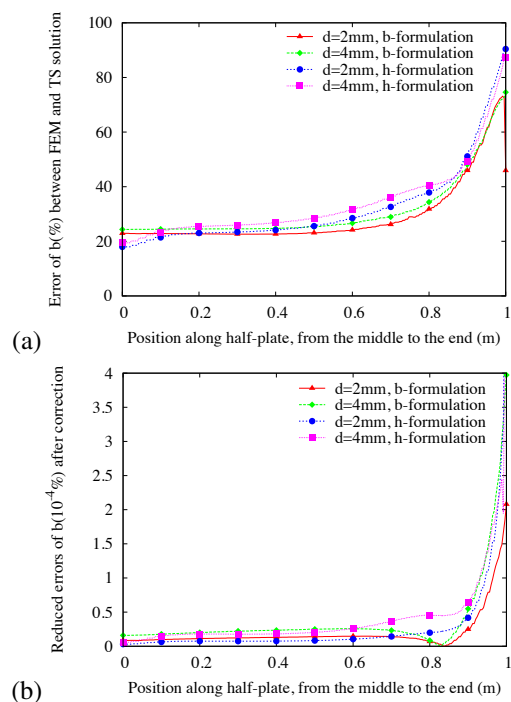 (a)
Error of b(%) between FEM and TS solution
100
80
60
40
20
0
d=2mm, b-formulation
d=4mm, b-formulation
d=2mm, h-formulation
d=4mm, h-formulation
0 0.2 0.4 0.6 0.8 1
Position along half-plate, from the middle to the end (m)
(b)
Reduced errors of b(10^-4%) after correction
4
3.5
3
2.5
2
1.5
1
0.5
0
d=2mm, b-formulation
d=4mm, b-formulation
d=2mm, h-formulation
d=4mm, h-formulation
0 0.2 0.4 0.6 0.8 1
Position along half-plate, from the middle to the end (m)